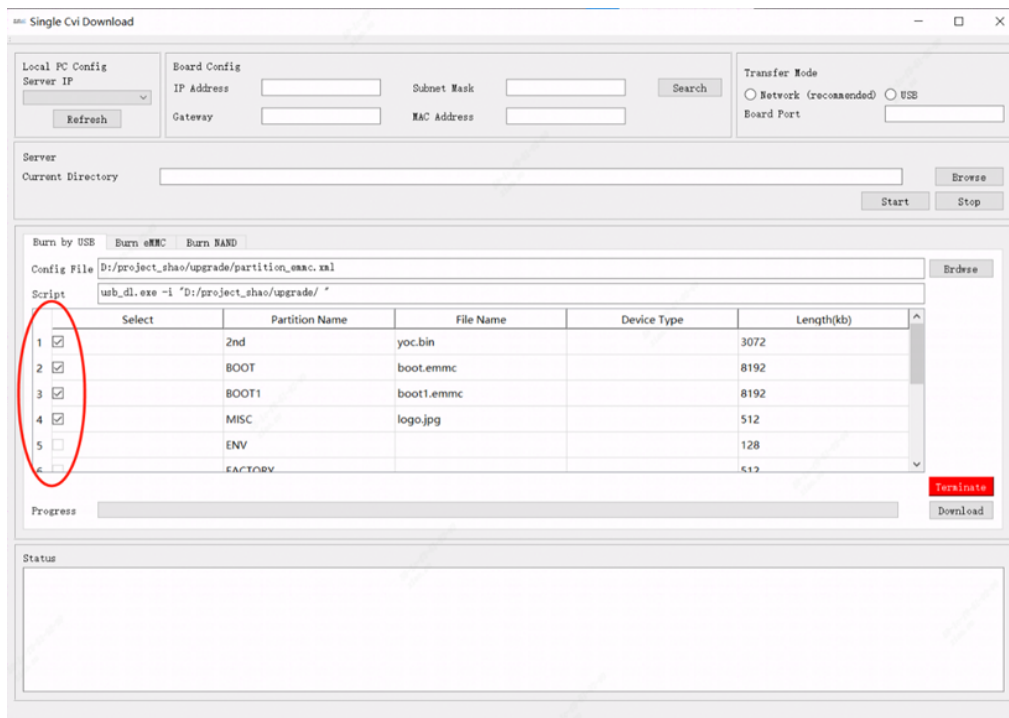 Single Cvi Download
Local PC Config
Server IP
Refresh
Board Config
IP Address
Subnet Mask
Search
Gateway
MAC Address
Transfer Mode
Network (recommended)
USB
Board Port
Server
Current Directory
Browse
Start
Stop
Burn by USB
Burn eMMC
Burn NAND
Config File
D:/project_shao/upgrade/partition_emmc.xml
Brdwse
Script
usb_dl.exe -i "D:/project_shao/upgrade/ "
Select
Partition Name
File Name
Device Type
Length(kb)
1 2nd yoc.bin 3072
2 BOOT boot.emmc 8192
3 BOOT1 boot1.emmc 8192
4 MISC logo.jpg 512
5 ENV 128
6 FACTORY 512
Terminate
Progress
Download
Status